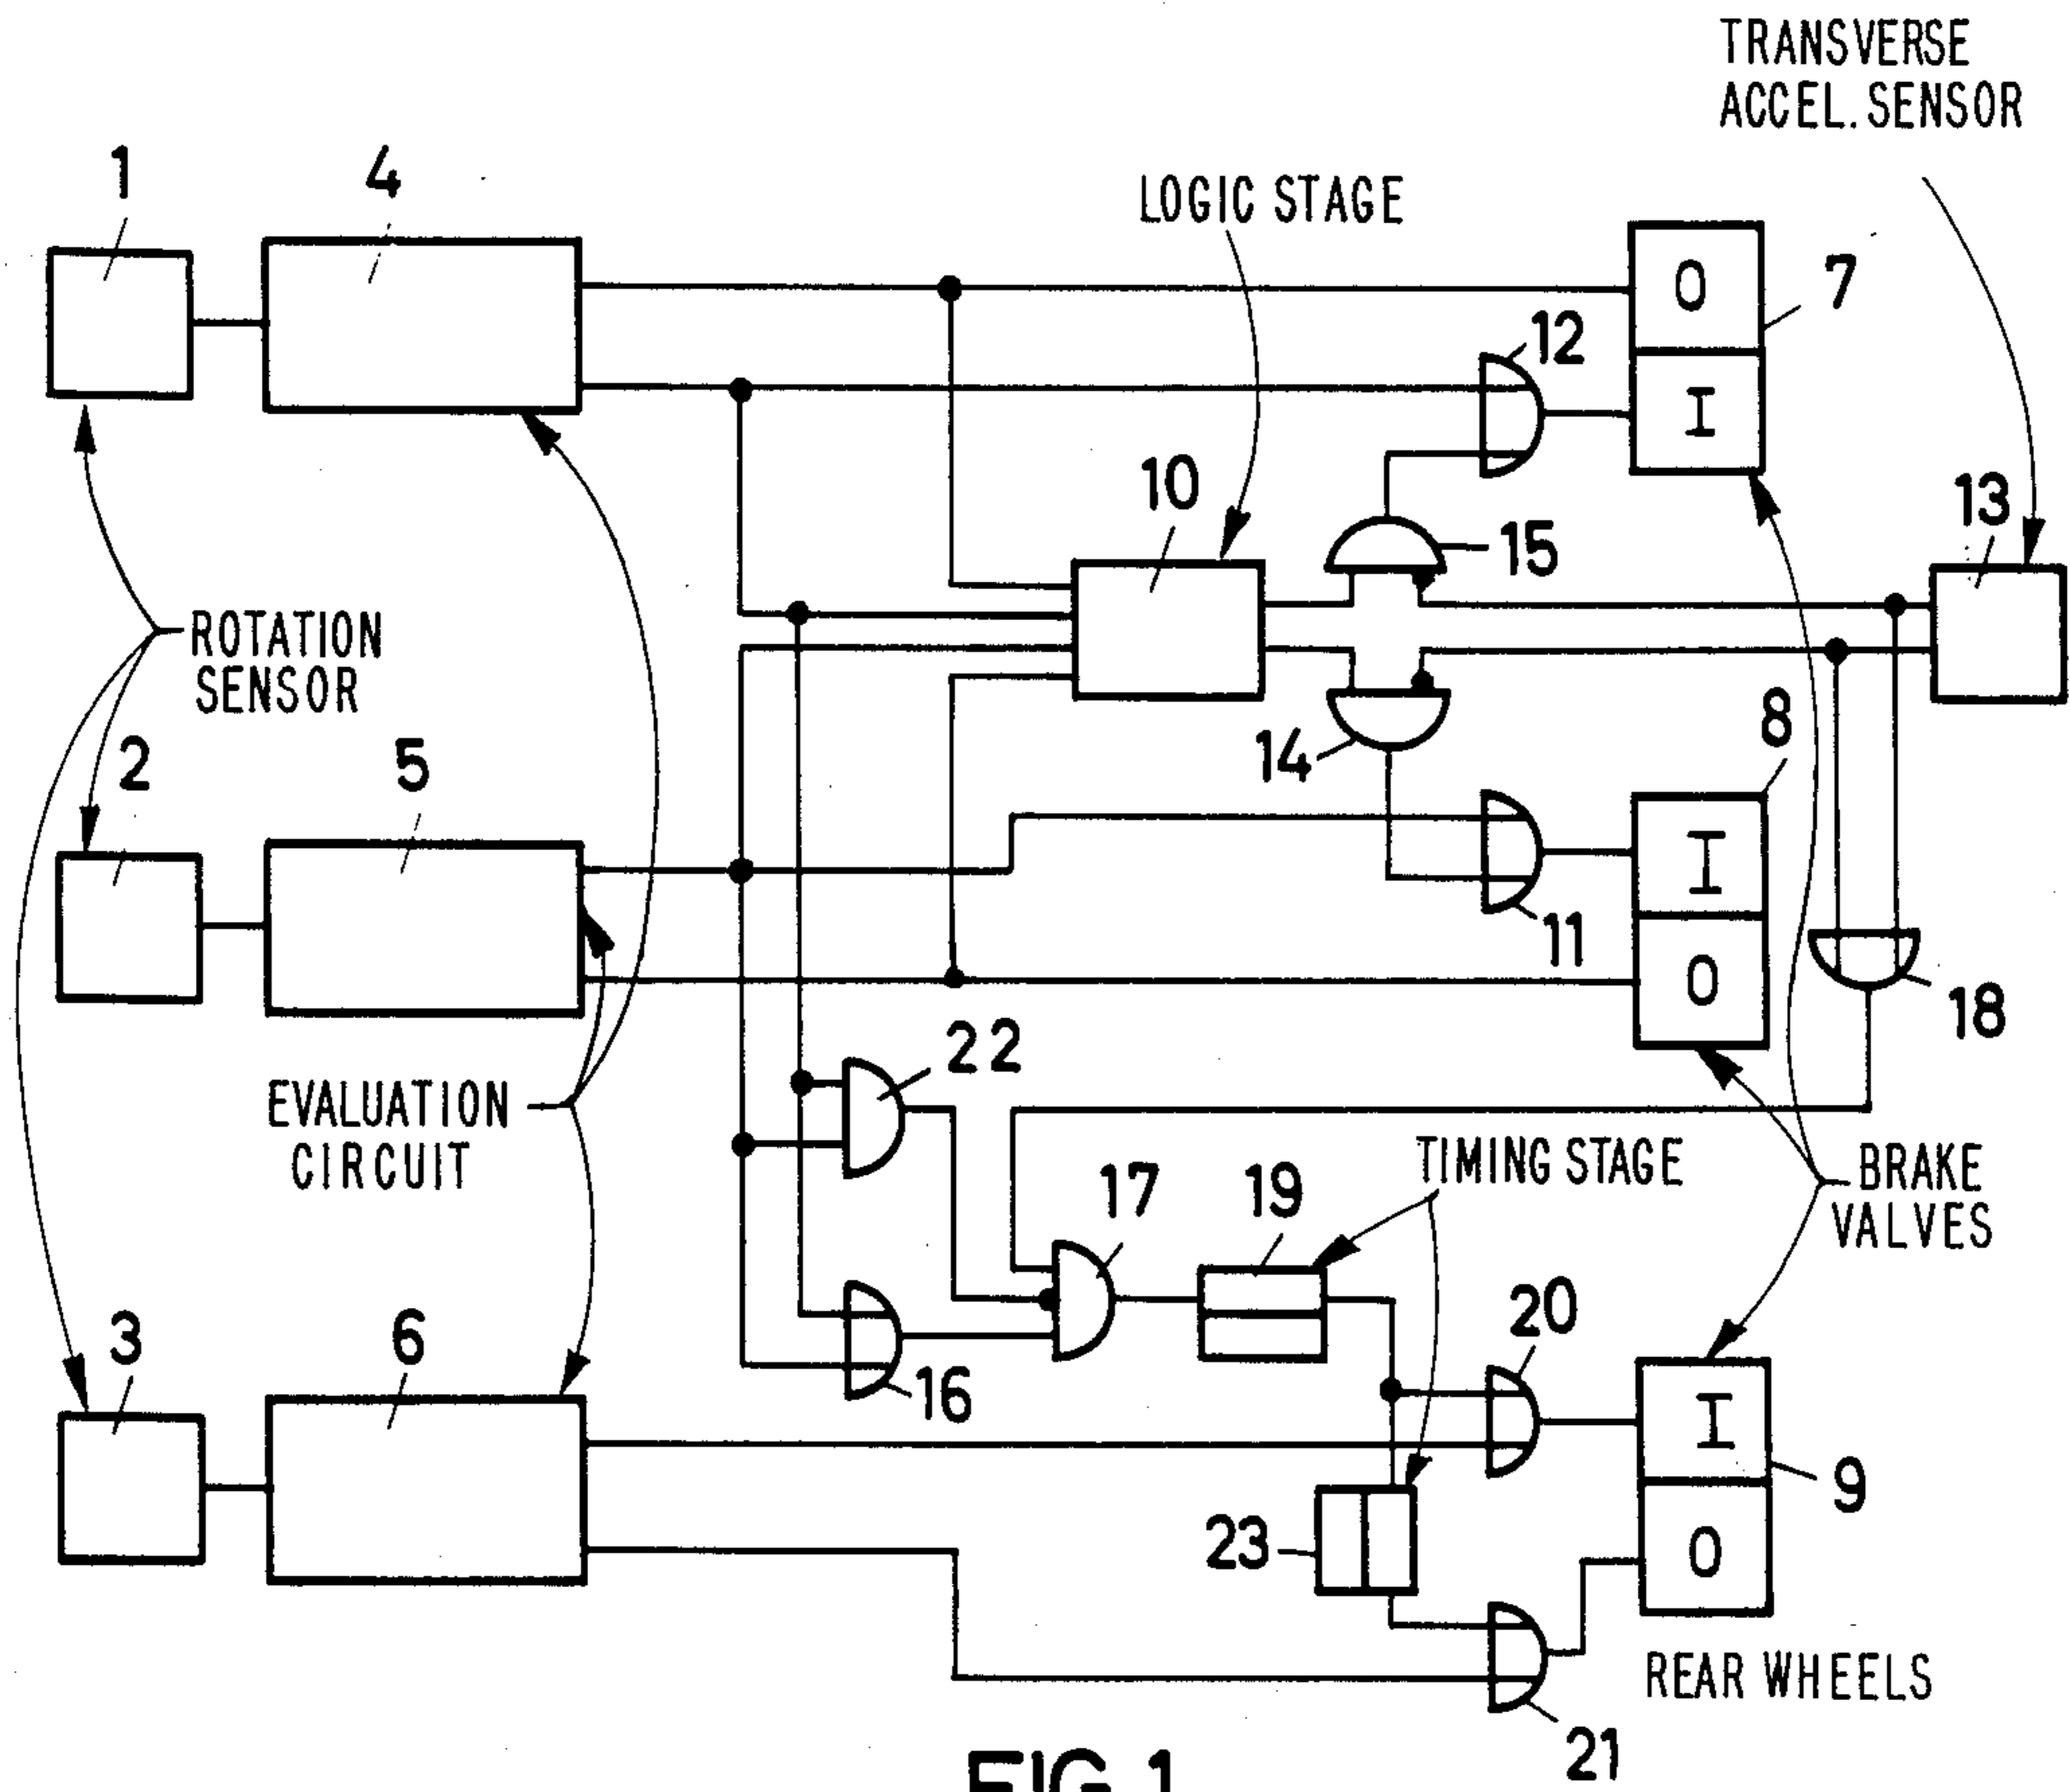 TRANSVERSE
ACCEL. SENSOR
1
4
LOGIC STAGE
O
7
12
I
10
15
13
ROTATION
SENSOR
2
5
14
8
I
11
O
18
22
EVALUATION
CIRCUIT
17
19
TIMING STAGE
BRAKE
VALVES
3
6
16
20
I
9
23
O
REAR WHEELS
21
FIG. 1